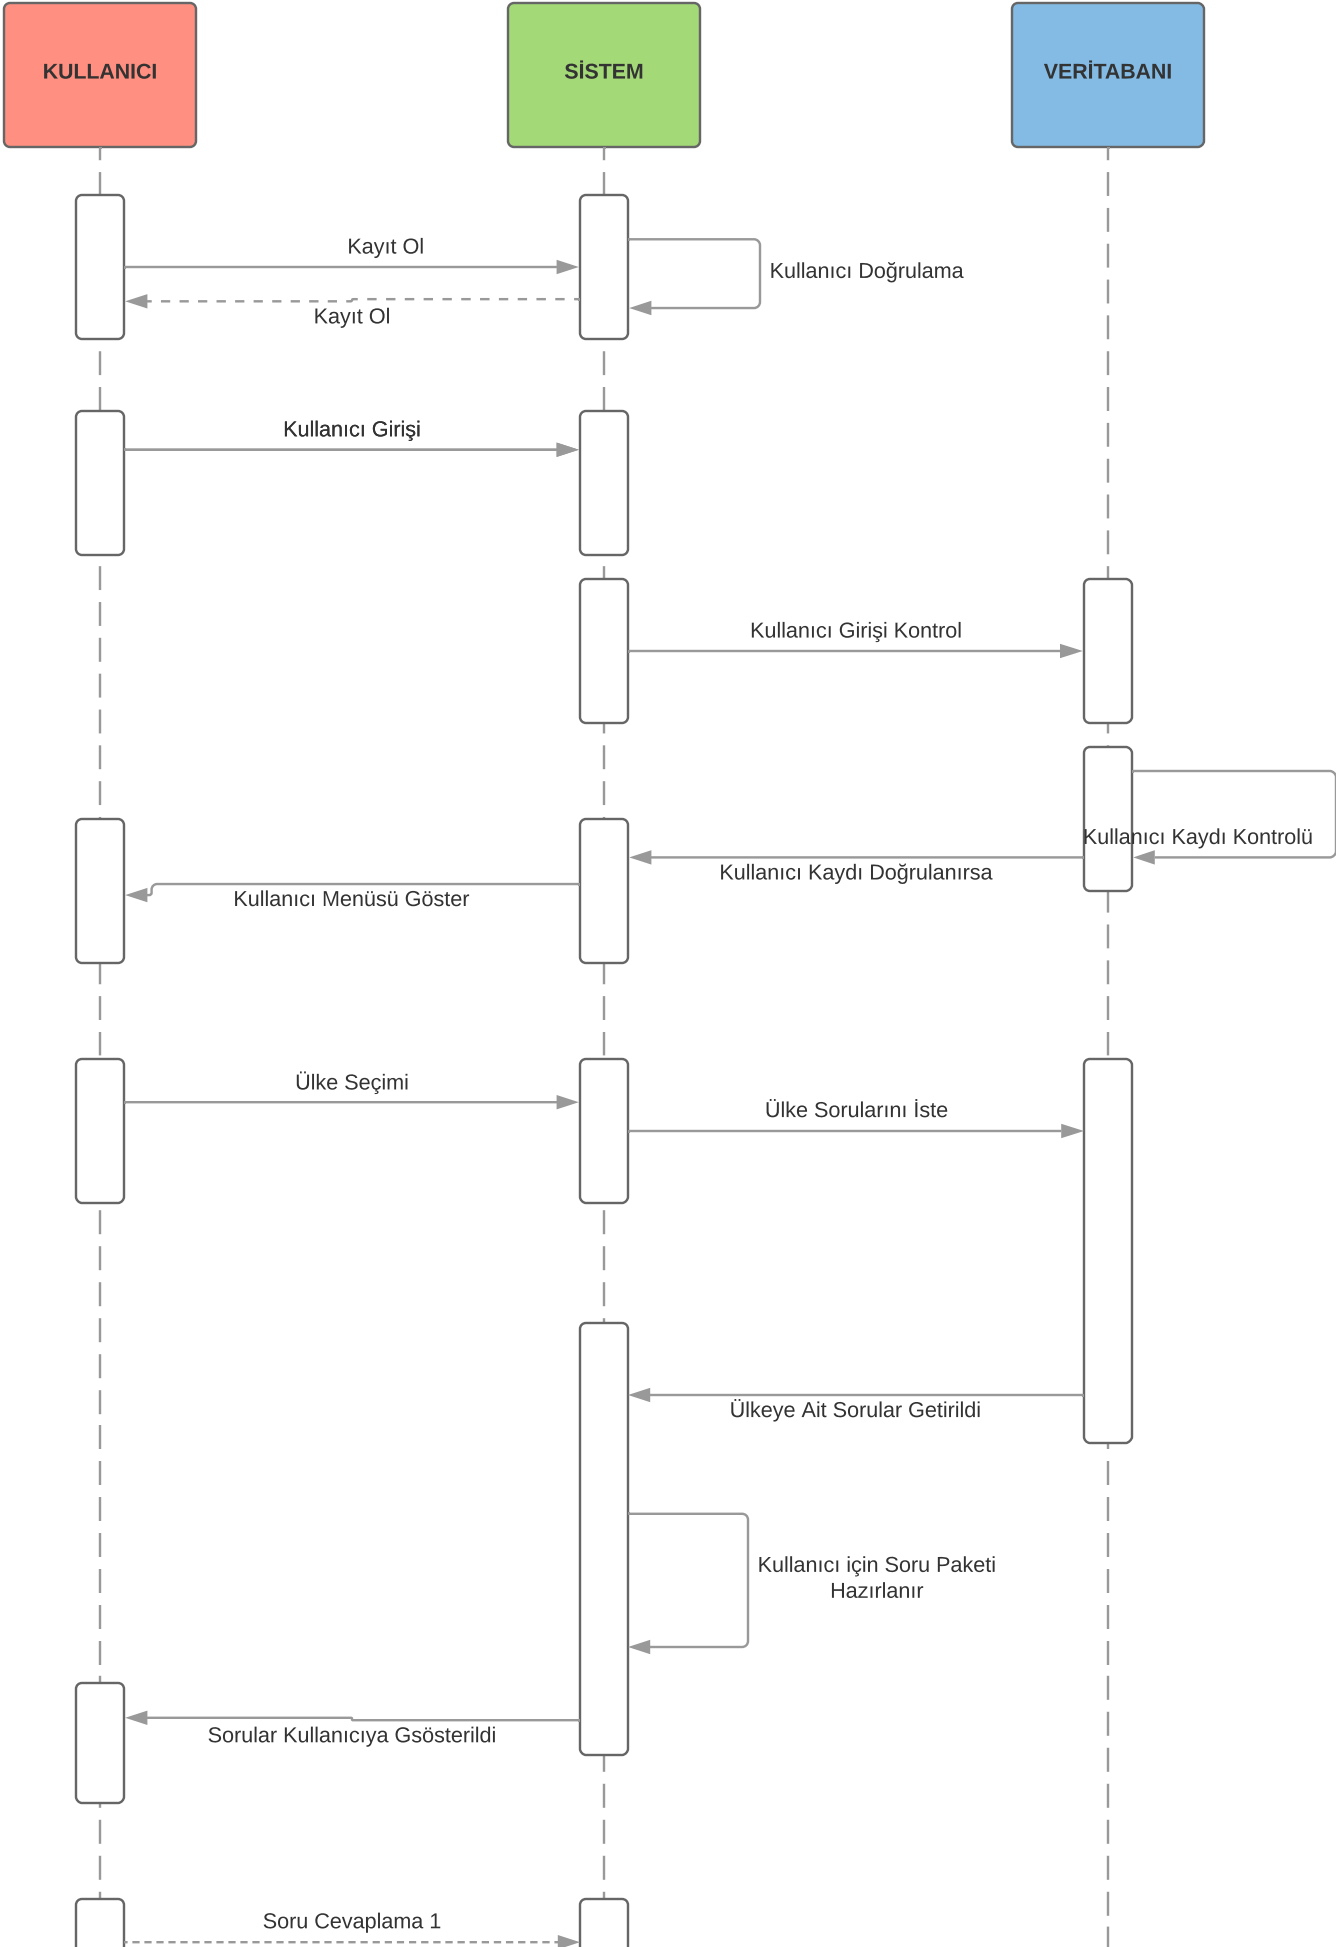 KULLANICI
SİSTEM
VERİTABANI
Kayıt Ol
Kullanıcı Doğrulama
Kayıt Ol
Kullanıcı Girişi
Kullanıcı Girişi Kontrol
Kullanıcı Kaydı Kontrolü
Kullanıcı Kaydı Doğrulanırsa
Kullanıcı Menüsü Göster
Ülke Seçimi
Ülke Sorularını İste
Ülkeye Ait Sorular Getirildi
Kullanıcı için Soru Paketi
Hazırlanır
Sorular Kullanıcıya Gsösterildi
Soru Cevaplama 1